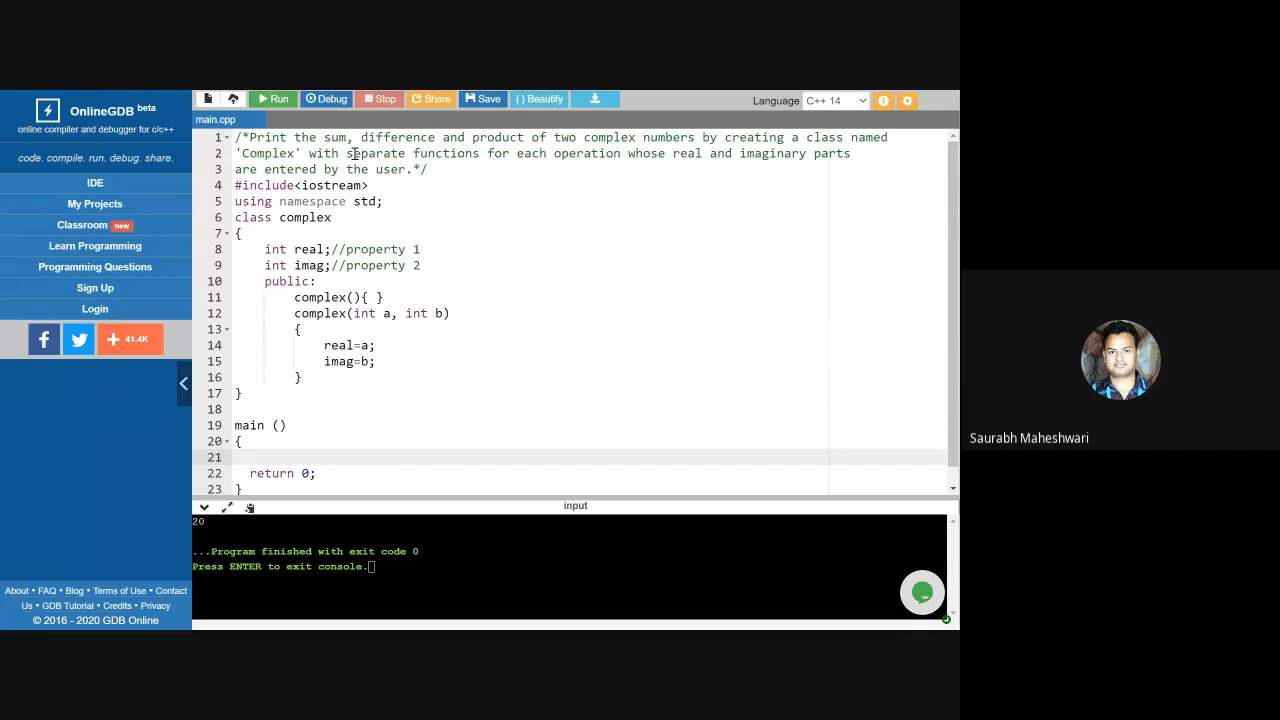 OnlineGDB beta
online compiler and debugger for c/c++
code. compile. run. debug. share.
IDE
My Projects
Classroom new
Learn Programming
Programming Questions
Sign Up
Login
f
+ 41.4K
About • FAQ • Blog • Terms of Use • Contact
Us • GDB Tutorial • Credits • Privacy
© 2016 - 2020 GDB Online
Run Debug Stop Share Save { } Beautify
Language C++ 14
main.cpp
1 /*Print the sum, difference and product of two complex numbers by creating a class named
2 'Complex' with separate functions for each operation whose real and imaginary parts
3 are entered by the user.*/
4 #include<iostream>
5 using namespace std;
6 class complex
7 {
8 int real;//property 1
9 int imag;//property 2
10 public:
11 complex(){ }
12 complex(int a, int b)
13 {
14 real=a;
15 imag=b;
16 }
17 }
18
19 main ()
20 {
21
22 return 0;
23 }
input
20
...Program finished with exit code 0
Press ENTER to exit console.
Saurabh Maheshwari